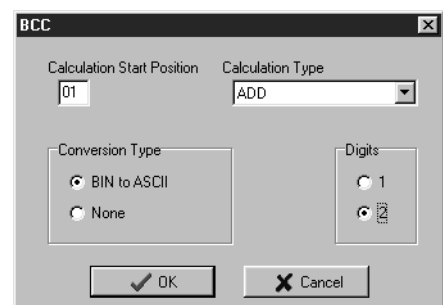 BCC
Calculation Start Position Calculation Type
01 ADD
Conversion Type Digits
BIN to ASCII 1
None 2
OK Cancel